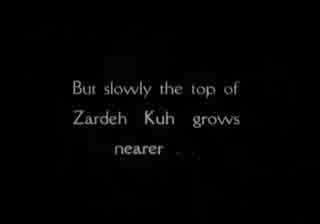 But slowly the top of
Zardeh Kuh grows
nearer . .